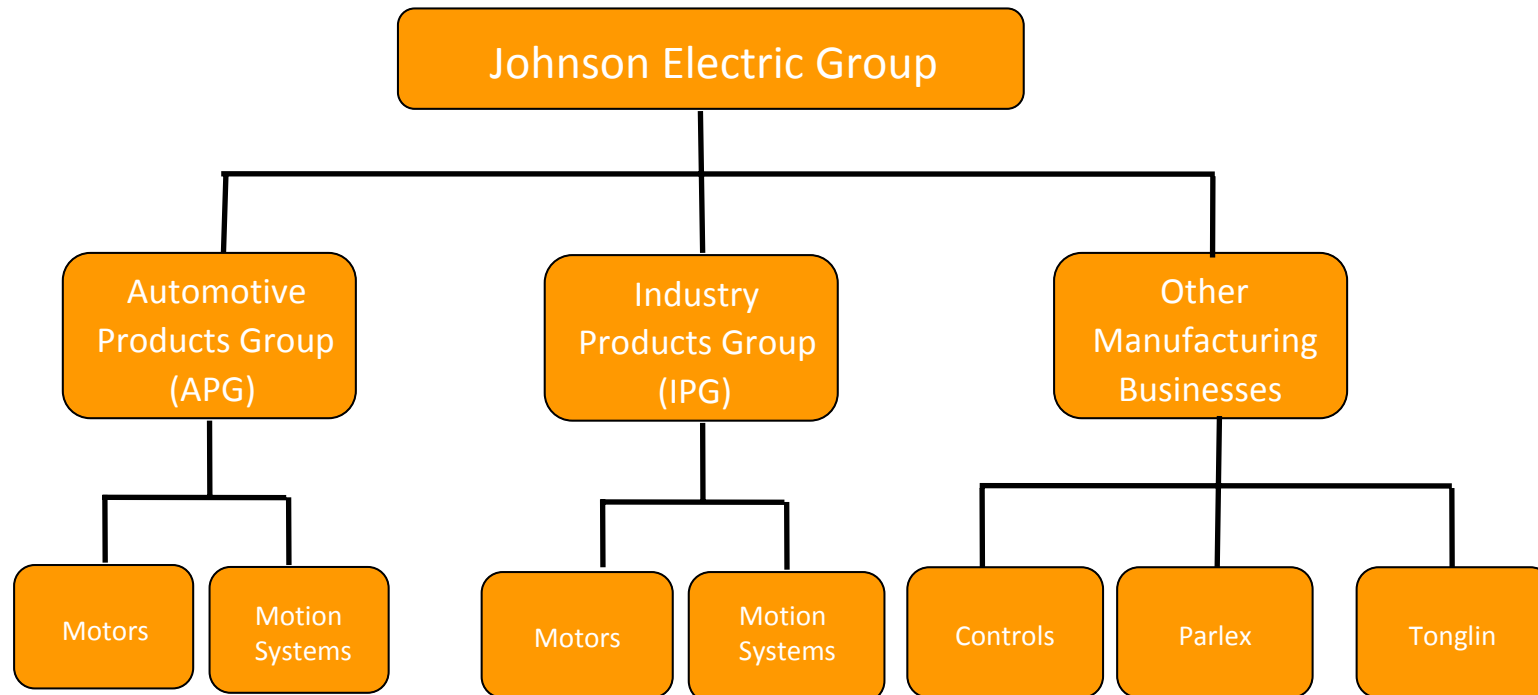 Johnson Electric Group
Automotive
Products Group
(APG)
Industry
Products Group
(IPG)
Other
Manufacturing
Businesses
Motors
Motion
Systems
Motors
Motion
Systems
Controls
Parlex
Tonglin